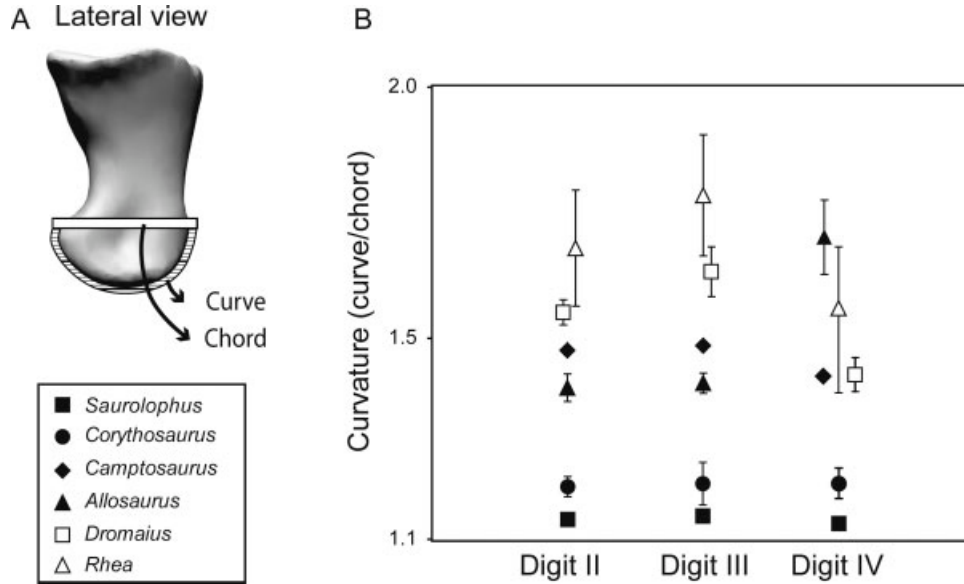 A Lateral view
Curve
Chord
Saurolophus
Corythosaurus
Camptosaurus
Allosaurus
Dromaius
Rhea
B
Curvature (curve/chord)
2.0
1.5
1.1
Digit II Digit III Digit IV